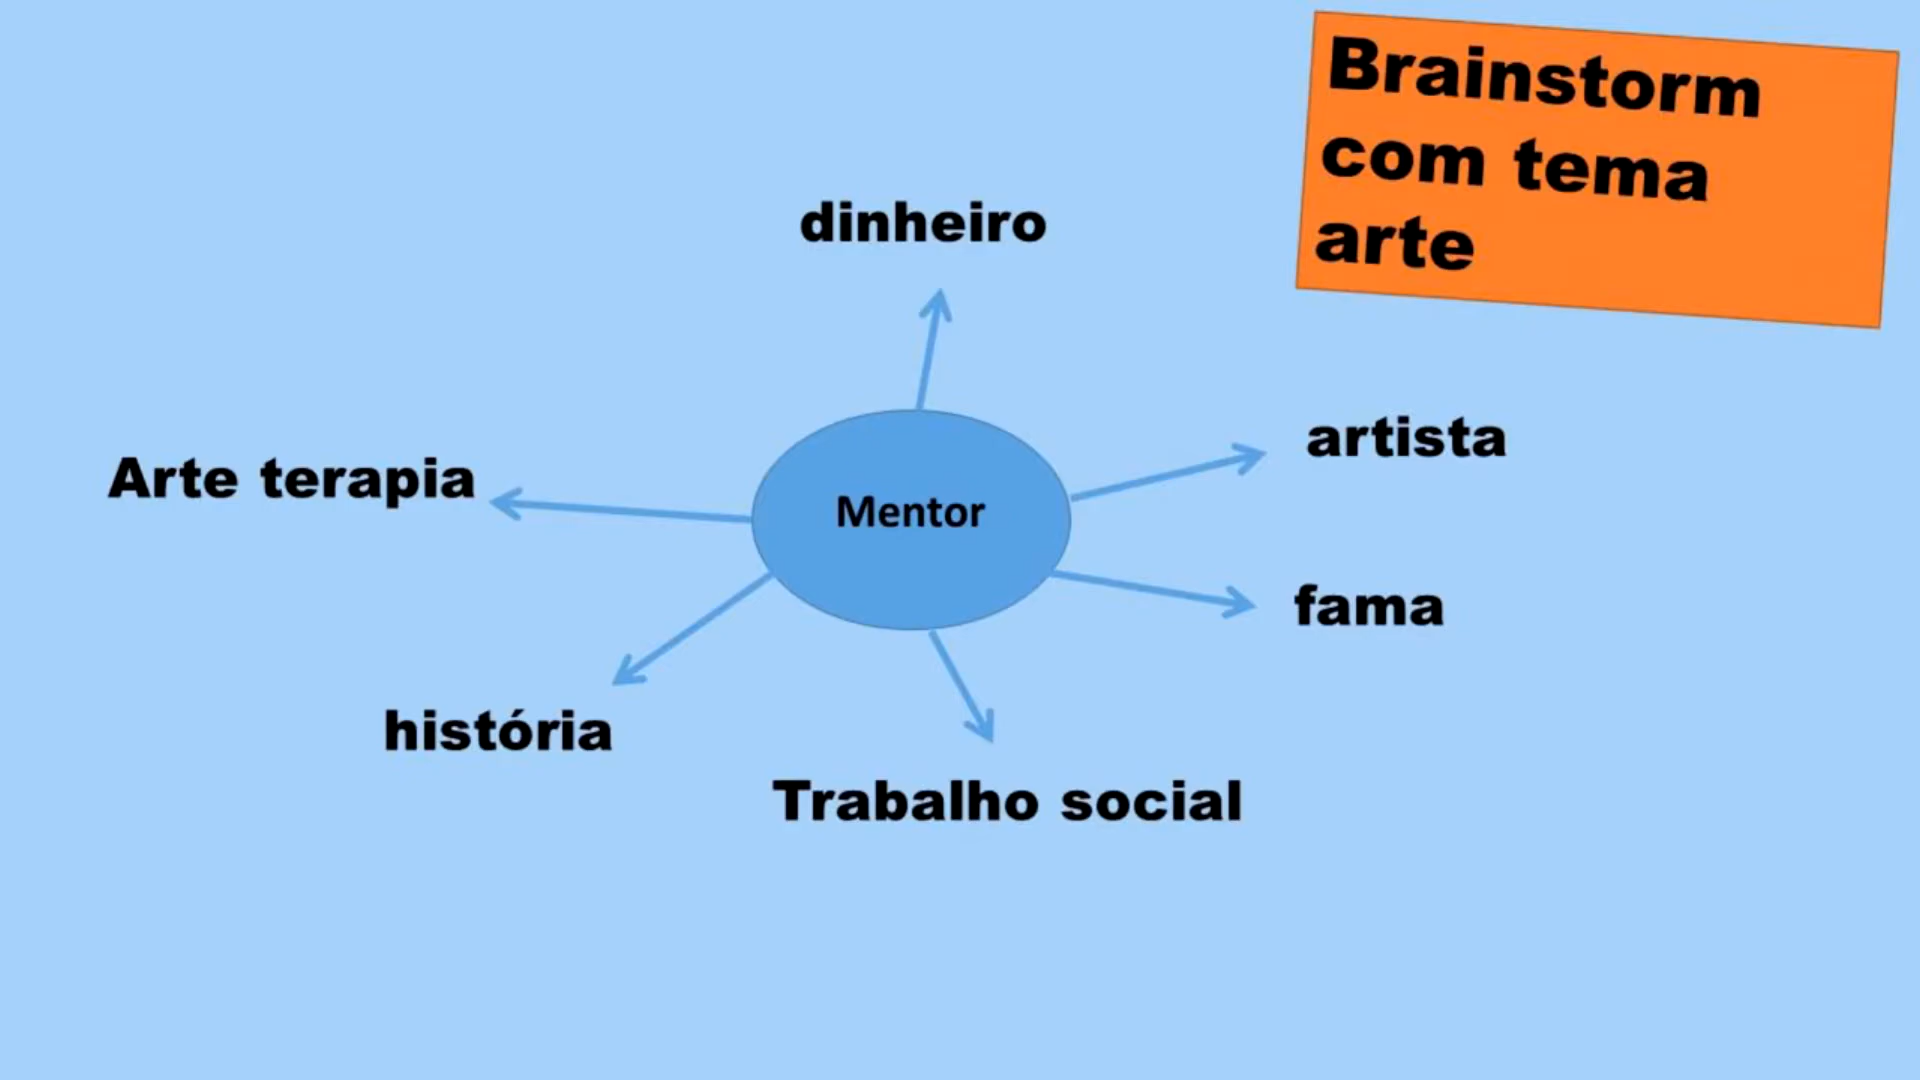 Brainstorm
com tema
arte
dinheiro
artista
Arte terapia
Mentor
fama
história
Trabalho social